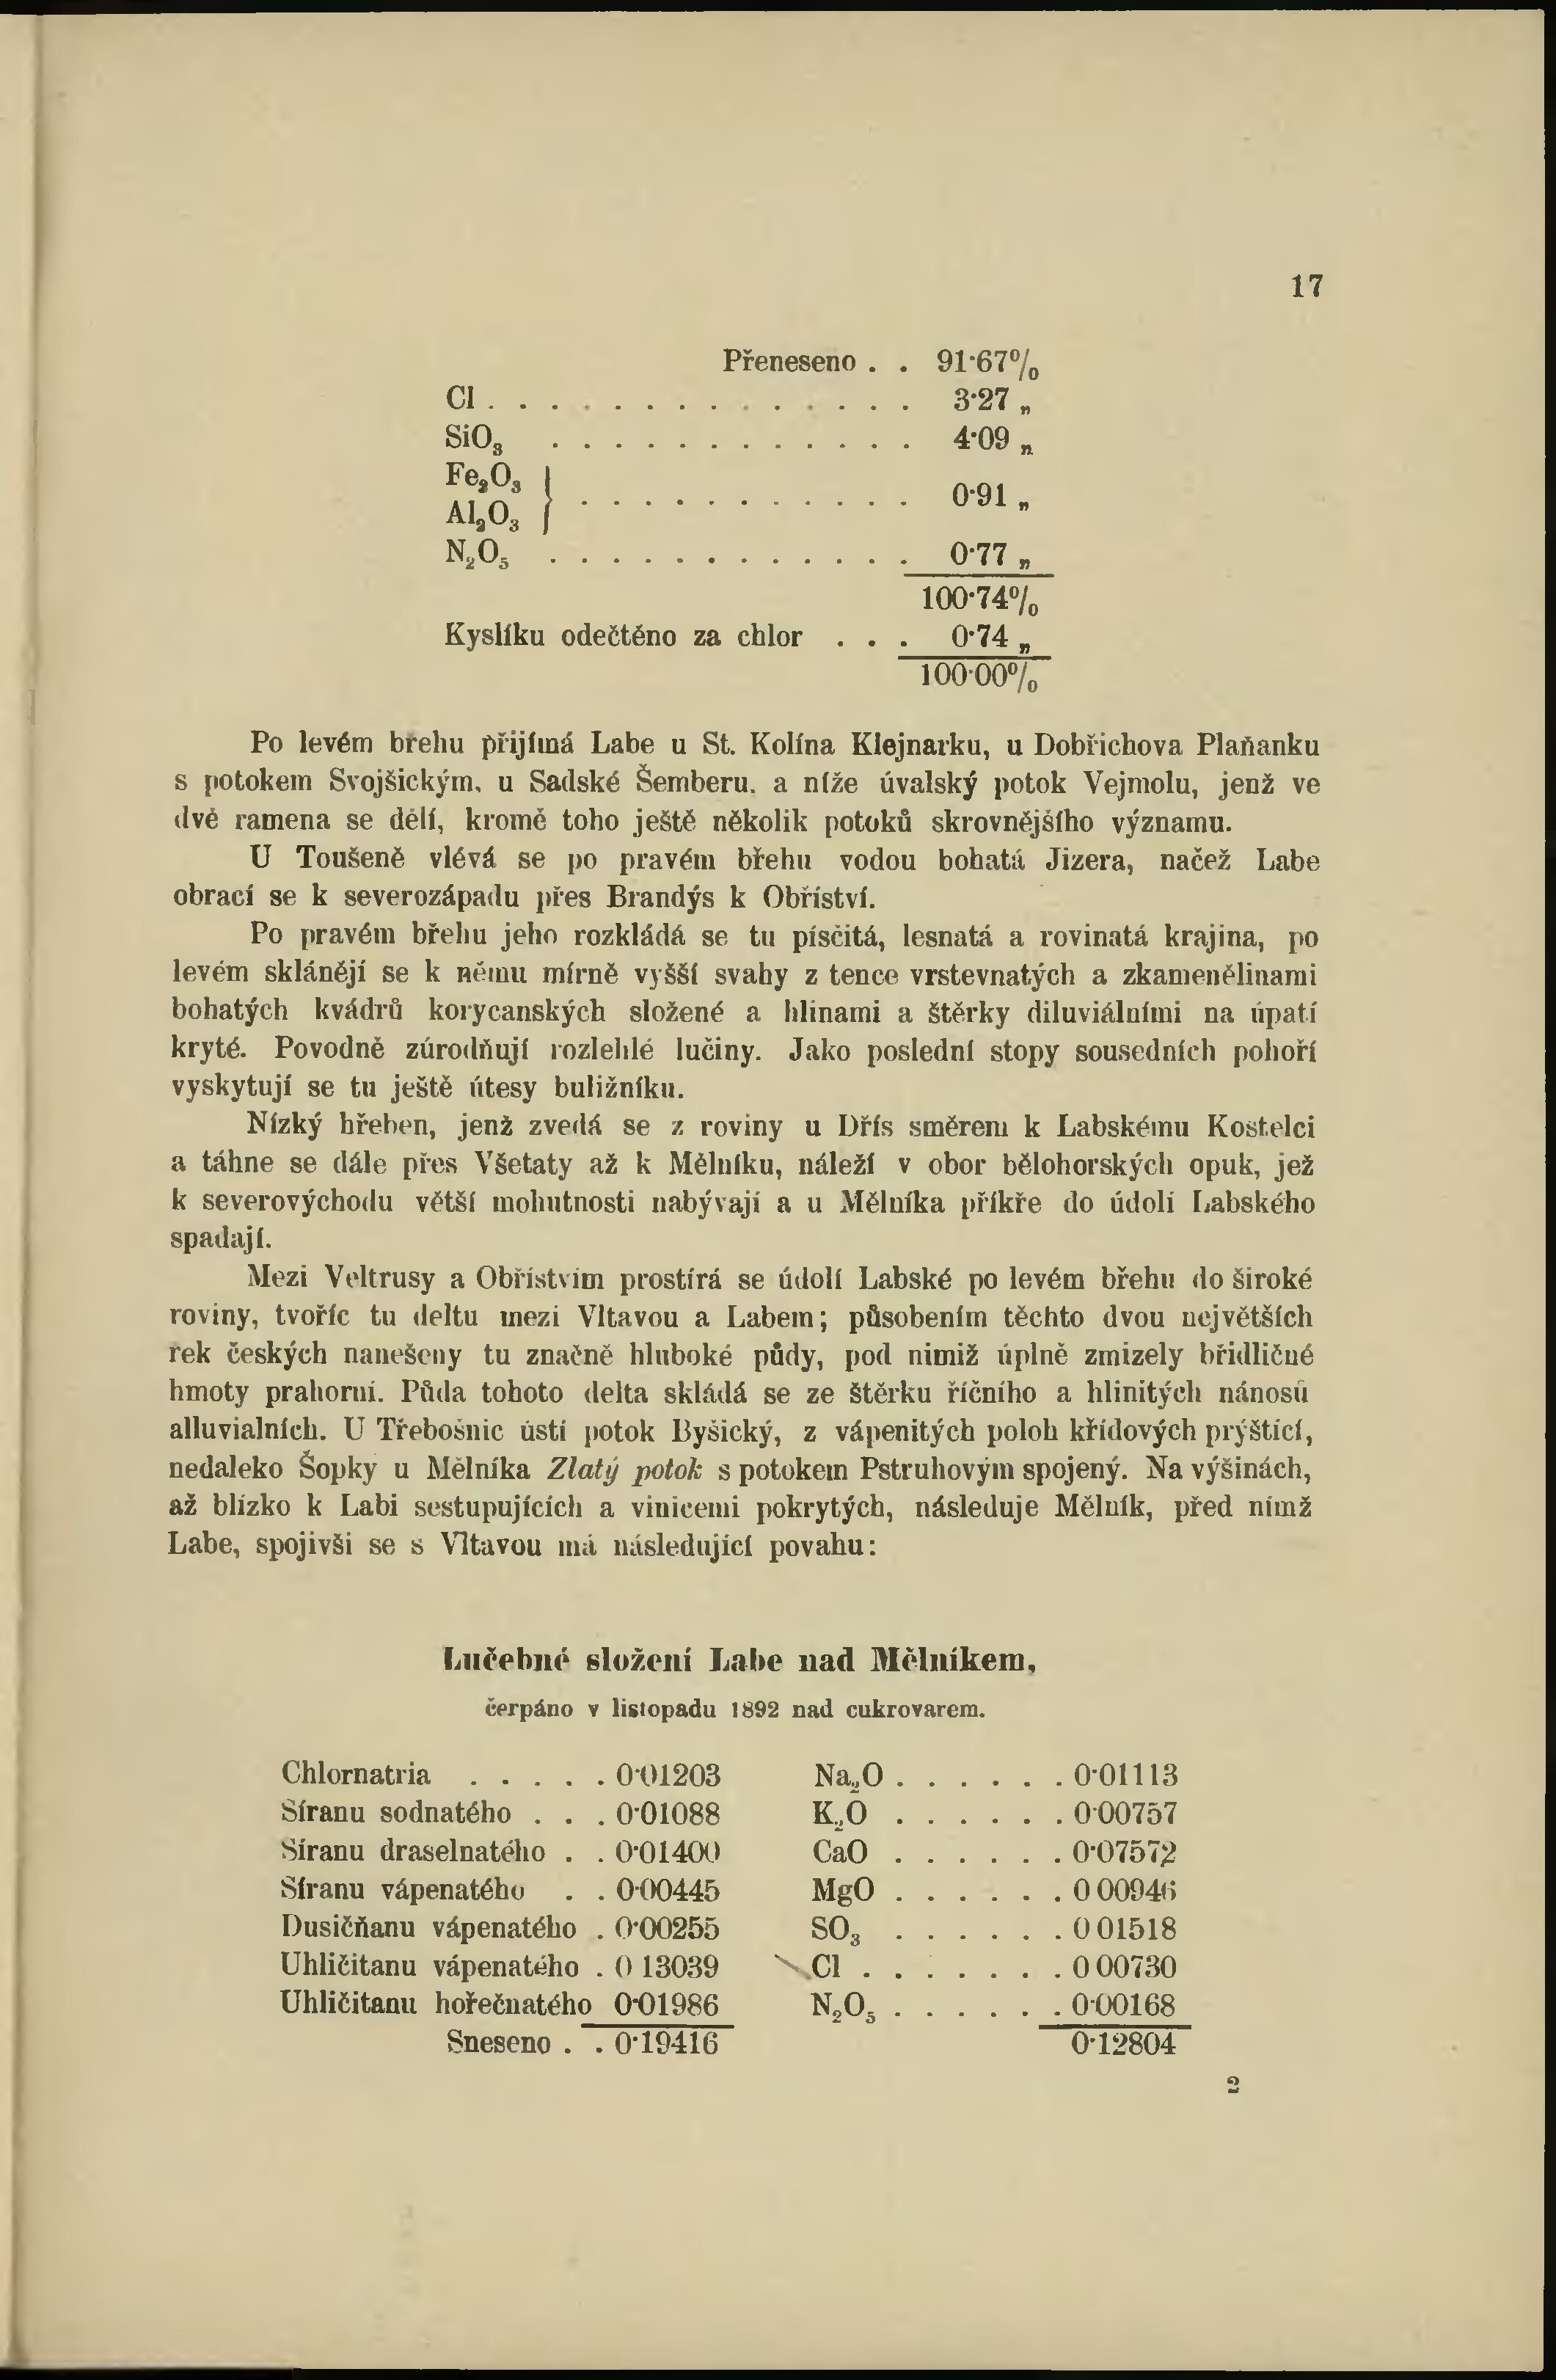 17
Přeneseno . . 91·67%
Cl . . . . . . . . . . . . . . 3·27 „
SiO₃ . . . . . . . . . . . . 4·09 „
Fe₂O₃
Al₂O₃ } . . . . . . . . . . . 0·91 „
N₂O₅ . . . . . . . . . . . . 0·77 „
100·74%
Kyslíku odečtěno za chlor . . . 0·74 „
100·00%
Po levém břehu přijímá Labe u St. Kolína Klejnarku, u Dobřichova Plaňanku
s potokem Svojšickým, u Sadské Šemberu, a níže úvalský potok Vejmolu, jenž ve
dvě ramena se dělí, kromě toho ještě několik potoků skrovnějšího významu.
U Toušeně vlévá se po pravém břehu vodou bohatá Jizera, načež Labe
obrací se k severozápadu přes Brandýs k Obříství.
Po pravém břehu jeho rozkládá se tu písčitá, lesnatá a rovinatá krajina, po
levém sklánějí se k němu mírně vyšší svahy z tence vrstevnatých a zkamenělinami
bohatých kvádrů korycanských složené a hlinami a štěrky diluviálními na úpatí
kryté. Povodně zúrodňují rozlehlé lučiny. Jako poslední stopy sousedních pohoří
vyskytují se tu ještě útesy buližníku.
Nízký hřeben, jenž zvedá se z roviny u Dřís směrem k Labskému Kostelci
a táhne se dále přes Všetaty až k Mělníku, náleží v obor bělohorských opuk, jež
k severovýchodu větší mohutnosti nabývají a u Mělníka příkře do údolí Labského
spadají.
Mezi Veltrusy a Obřístvím prostírá se údolí Labské po levém břehu do široké
roviny, tvoříc tu deltu mezi Vltavou a Labem; působením těchto dvou největších
řek českých nanešeny tu značně hluboké půdy, pod nimiž úplně zmizely břidličné
hmoty prahorní. Půda tohoto delta skládá se ze štěrku říčního a hlinitých nánosů
alluvialních. U Třebošnic ústí potok Byšický, z vápenitých poloh křídových prýštící,
nedaleko Šopky u Mělníka Zlatý potok s potokem Pstruhovým spojený. Na výšinách,
až blízko k Labi sestupujících a vinicemi pokrytých, následuje Mělník, před nímž
Labe, spojivši se s Vltavou má následující povahu:
Lučebné složení Labe nad Mělníkem,
čerpáno v listopadu 1892 nad cukrovarem.
Chlornatria . . . . . 0·01203 Na₂O . . . . . . 0·01113
Síranu sodnatého . . . 0·01088 K₂O . . . . . . 0·00757
Síranu draselnatého . . 0·01400 CaO . . . . . . 0·07572
Síranu vápenatého . . 0·00445 MgO . . . . . . 0 00946
Dusičňanu vápenatého . 0·00255 SO₃ . . . . . . 0 01518
Uhličitanu vápenatého . 0 13039 Cl . . . . . . . 0 00730
Uhličitanu hořečnatého 0·01986 N₂O₅ . . . . . . 0·00168
Sneseno . . 0·19416 0·12804
2